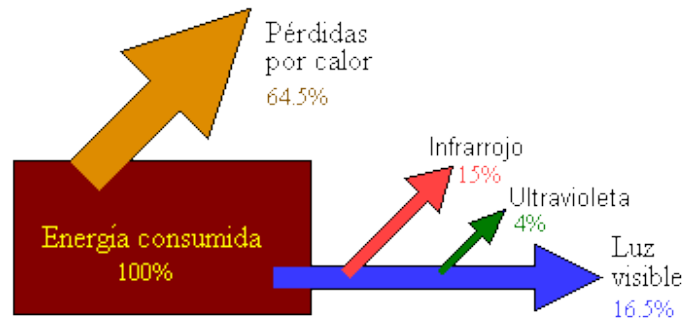 Pérdidas
por calor
64.5%
Infrarrojo
15%
Ultravioleta
4%
Energía consumida
100%
Luz
visible
16.5%